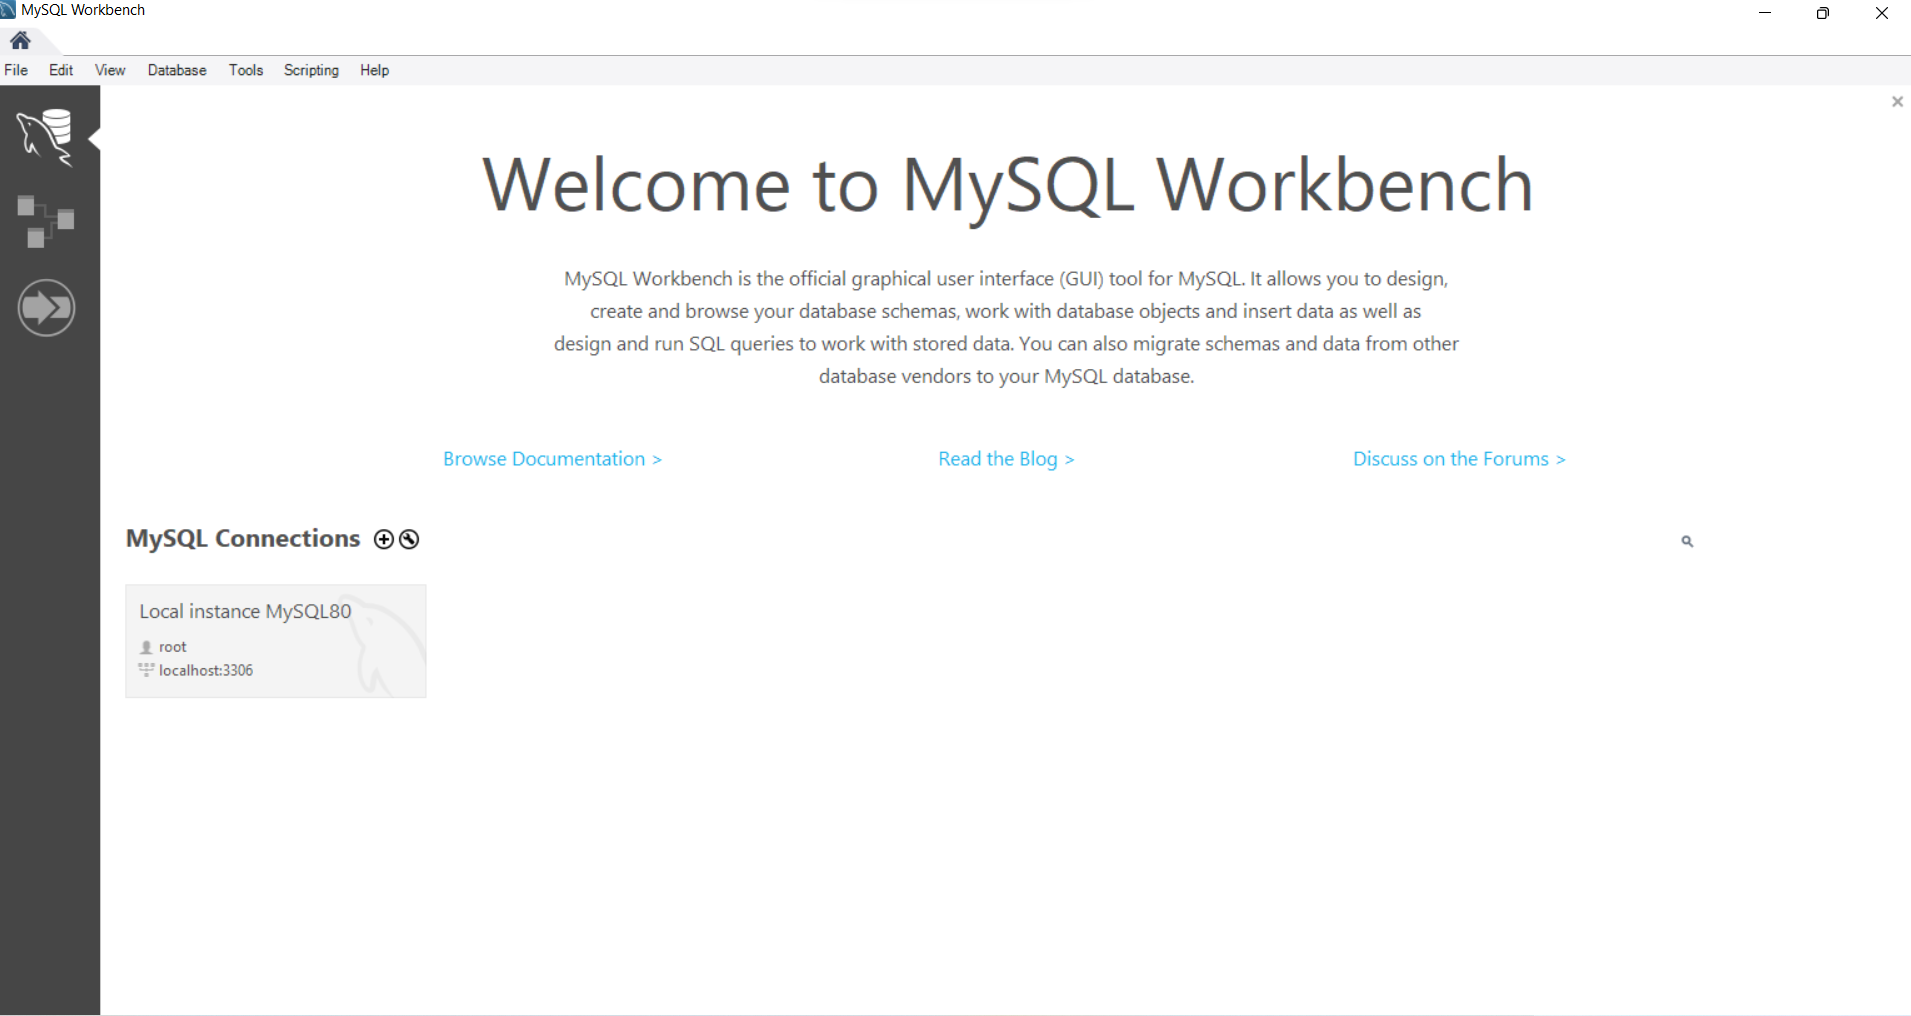 MySQL Workbench
File Edit View Database Tools Scripting Help
Welcome to MySQL Workbench
MySQL Workbench is the official graphical user interface (GUI) tool for MySQL. It allows you to design,
create and browse your database schemas, work with database objects and insert data as well as
design and run SQL queries to work with stored data. You can also migrate schemas and data from other
database vendors to your MySQL database.
Browse Documentation > Read the Blog > Discuss on the Forums >
MySQL Connections
Local instance MySQL80
root
localhost:3306